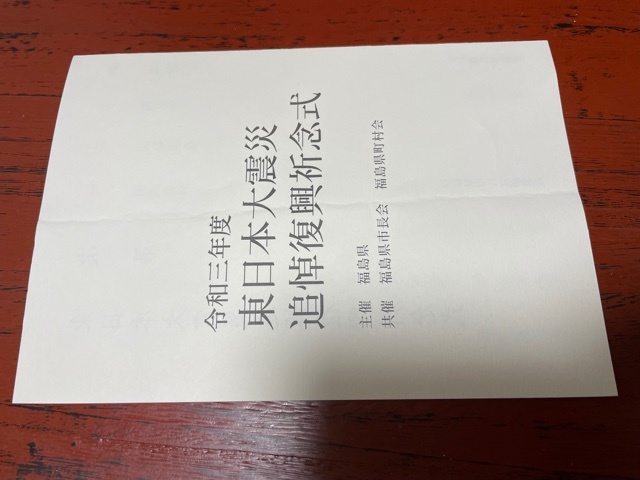 令和三年度
東日本大震災
追悼復興祈念式
主催　福島県
共催　福島県市長会　福島県町村会